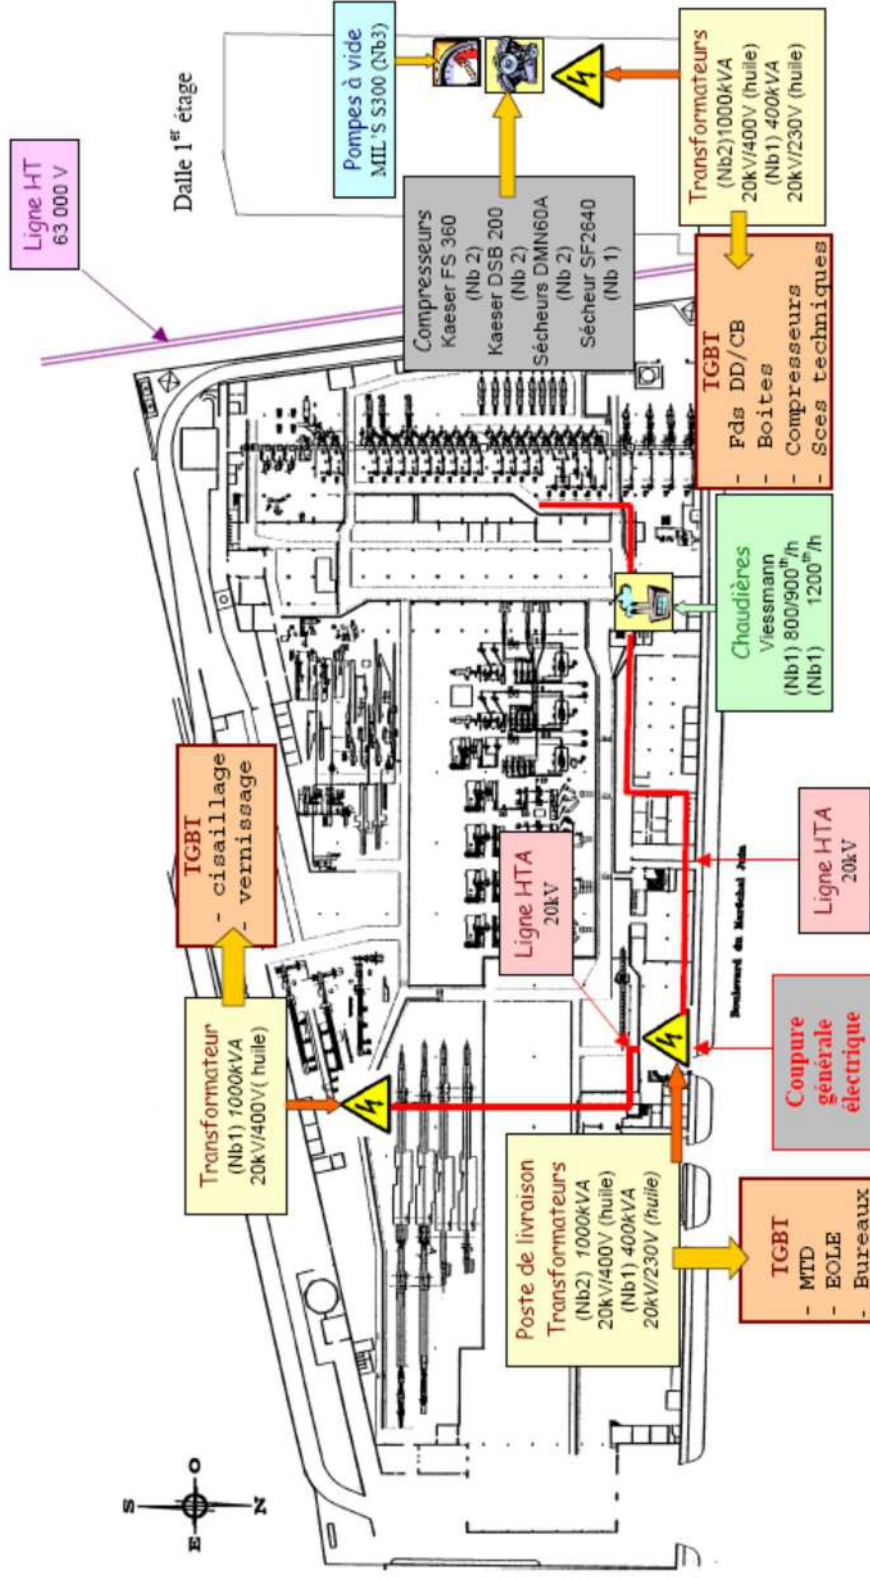 Ligne HT
63 000 V
Dalle 1er étage
Pompes à vide
MIL'S S300 (Nb3)
Compresseurs
Kaeser FS 360
(Nb 2)
Kaeser DSB 200
(Nb 2)
Sécheurs DMN60A
(Nb 2)
Sécheur SF2640
(Nb 1)
Transformateurs
(Nb2) 1000kVA
20kV/400V (huile)
(Nb1) 400kVA
20kV/230V (huile)
TGBT
- Fds DD/CB
- Boites
- Compresseurs
- Sces techniques
Chaudières
Viessmann
(Nb1) 800/900th/h
(Nb1) 1200th/h
TGBT
- cisaillage
- vernissage
Transformateur
(Nb1) 1000kVA
20kV/400V( huile)
Ligne HTA
20kV
Ligne HTA
20kV
Boulevard du Maréchal Juin
Coupure
générale
électrique
Poste de livraison
Transformateurs
(Nb2) 1000kVA
20kV/400V (huile)
(Nb1) 400kVA
20kV/230V (huile)
TGBT
- MTD
- EOLE
- Bureaux
S
E
O
N